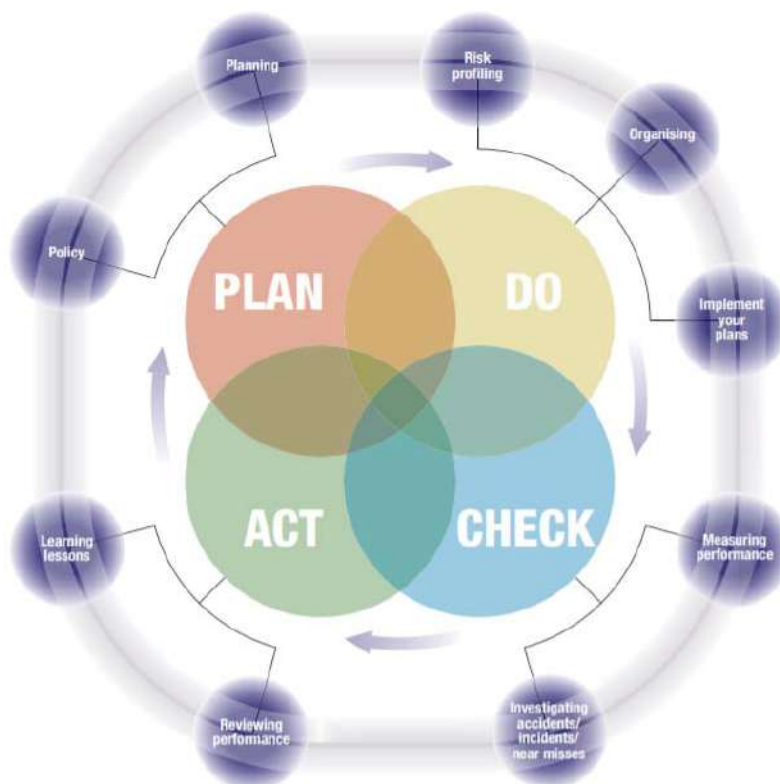 Planning
Risk
profiling
Organising
Policy
PLAN
DO
Implement
your
plans
Learning
lessons
ACT
CHECK
Measuring
performance
Reviewing
performance
Investigating
accidents/
incidents/
near misses